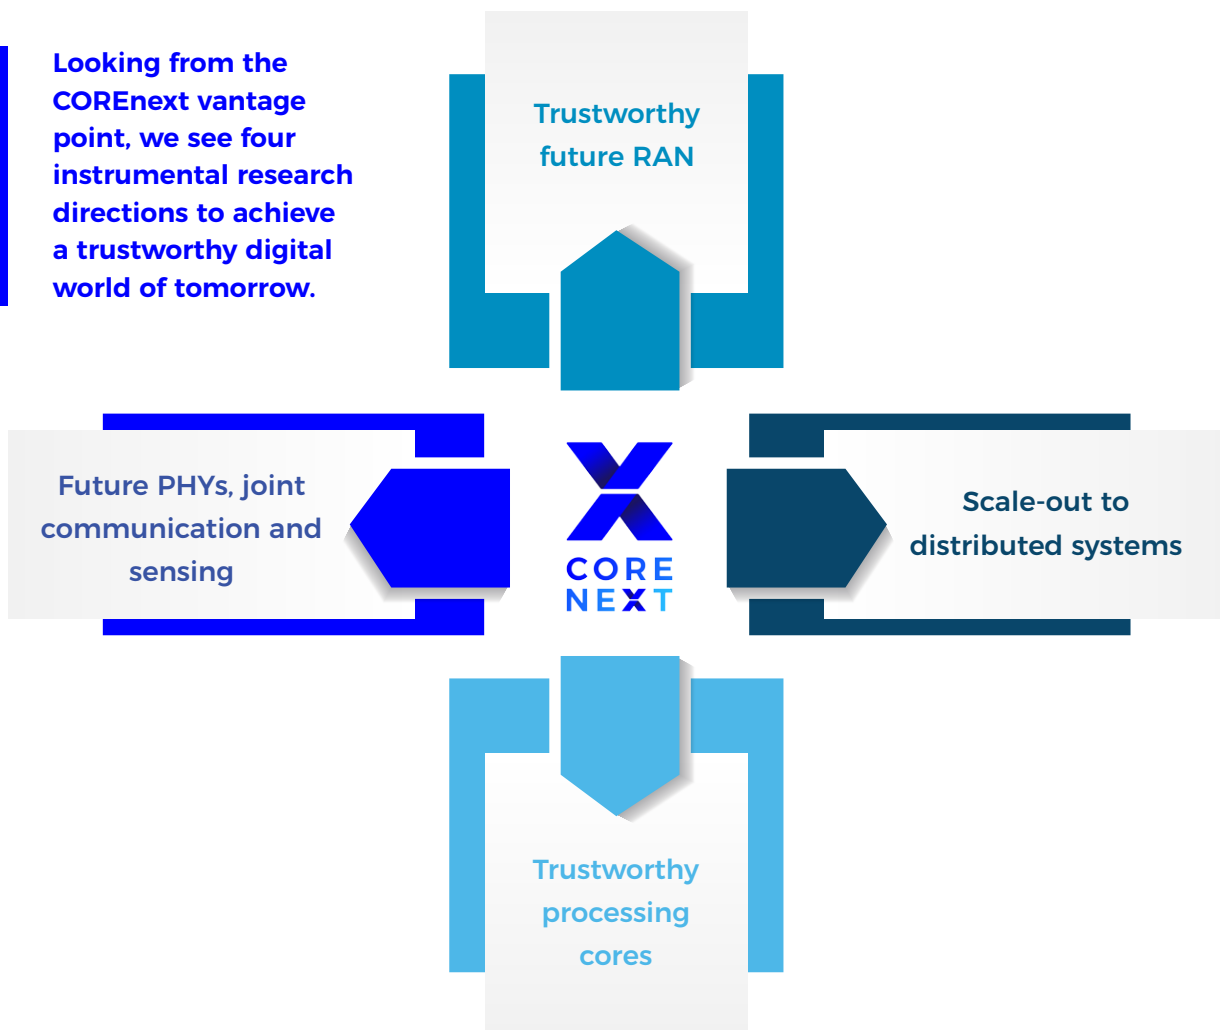 Looking from the
COREnext vantage
point, we see four
instrumental research
directions to achieve
a trustworthy digital
world of tomorrow.
Trustworthy
future RAN
Future PHYs, joint
communication and
sensing
CORE
NEXT
Scale-out to
distributed systems
Trustworthy
processing
cores